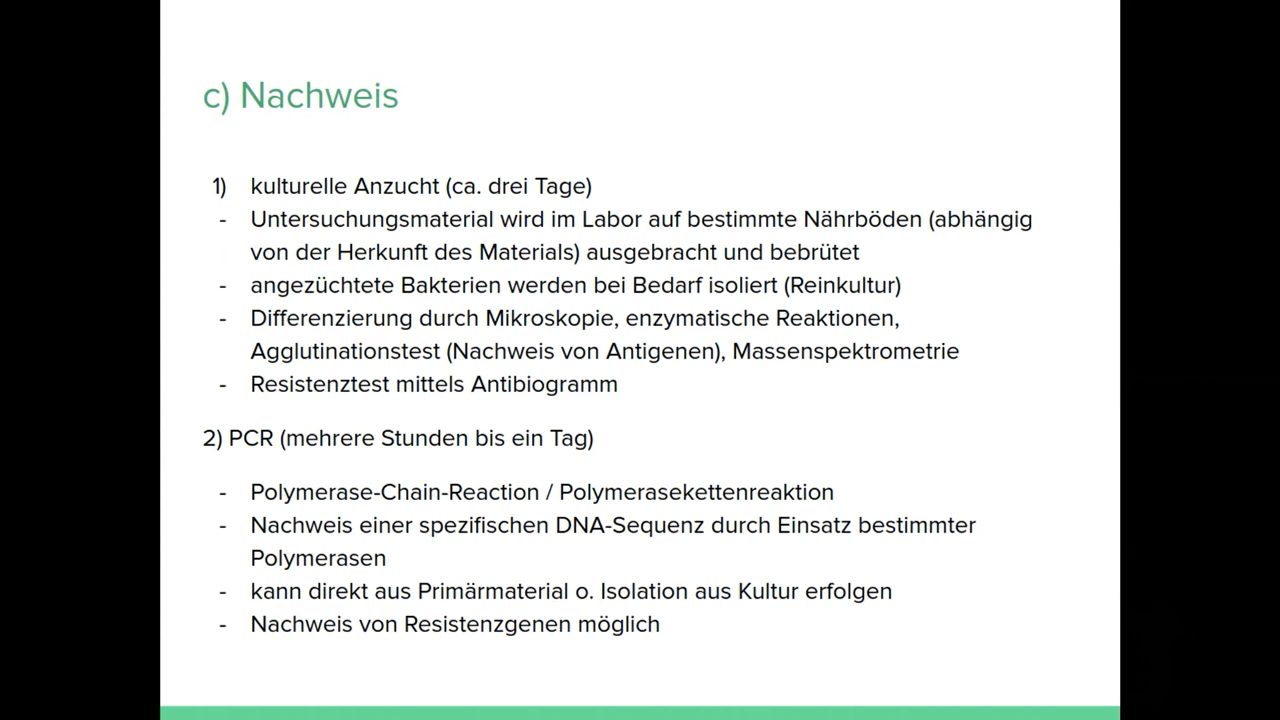 c) Nachweis
1) kulturelle Anzucht (ca. drei Tage)
- Untersuchungsmaterial wird im Labor auf bestimmte Nährböden (abhängig
von der Herkunft des Materials) ausgebracht und bebrütet
- angezüchtete Bakterien werden bei Bedarf isoliert (Reinkultur)
- Differenzierung durch Mikroskopie, enzymatische Reaktionen,
Agglutinationstest (Nachweis von Antigenen), Massenspektrometrie
- Resistenztest mittels Antibiogramm
2) PCR (mehrere Stunden bis ein Tag)
- Polymerase-Chain-Reaction / Polymerasekettenreaktion
- Nachweis einer spezifischen DNA-Sequenz durch Einsatz bestimmter
Polymerasen
- kann direkt aus Primärmaterial o. Isolation aus Kultur erfolgen
- Nachweis von Resistenzgenen möglich